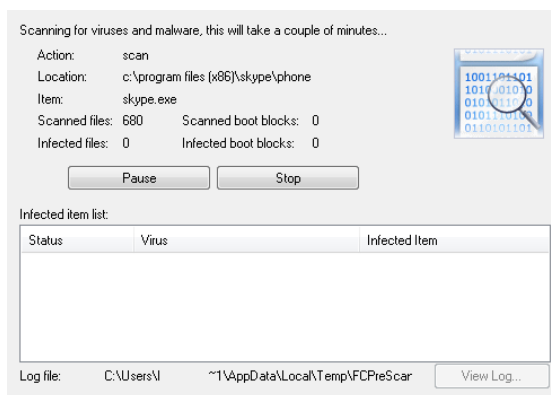 Scanning for viruses and malware, this will take a couple of minutes...
Action: scan
Location: c:\program files (x86)\skype\phone
Item: skype.exe
Scanned files: 680 Scanned boot blocks: 0
Infected files: 0 Infected boot blocks: 0
Pause Stop
Infected item list:
Status Virus Infected Item
Log file: C:\Users\I ~1\AppData\Local\Temp\FCPreScar View Log...